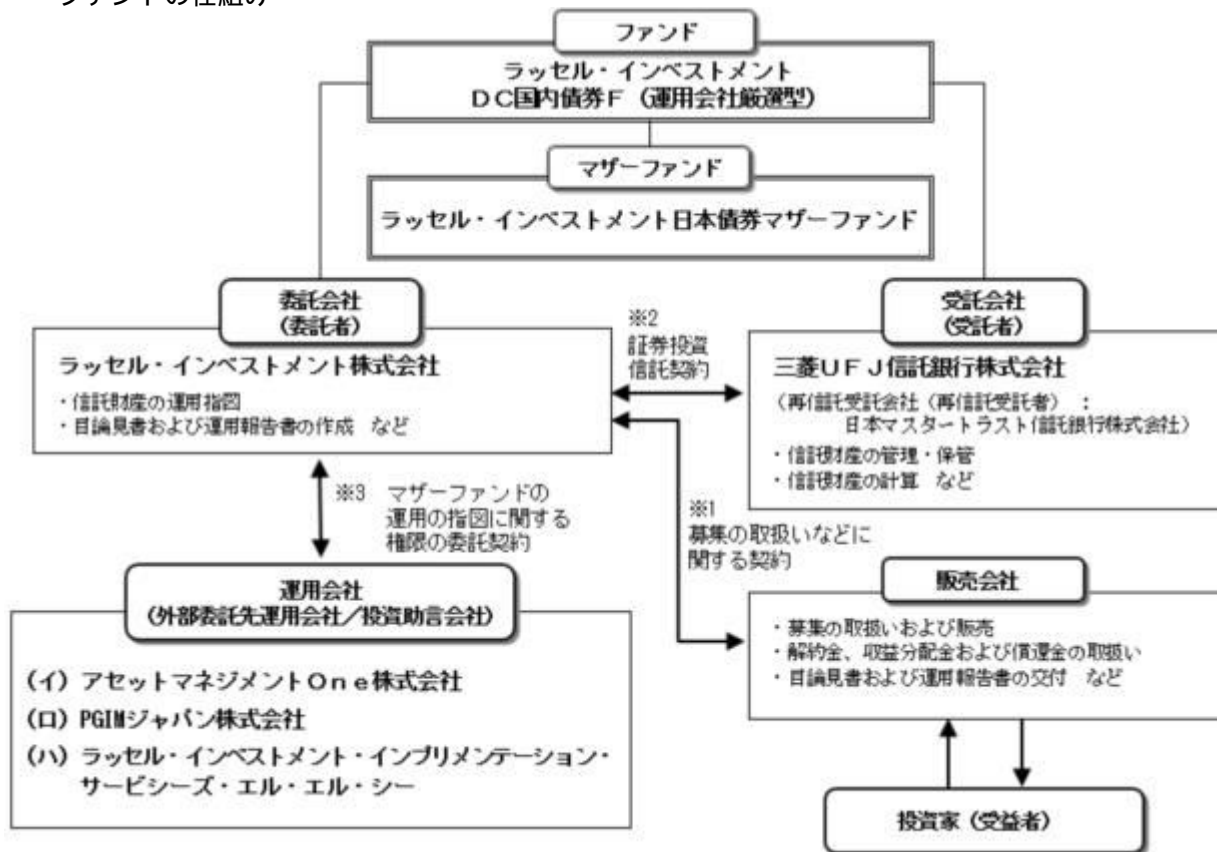 ファンドの仕組み
ファンド
ラッセル・インベストメント
DC国内債券F（運用会社厳選型）
マザーファンド
ラッセル・インベストメント日本債券マザーファンド
委託会社
（委託者）
ラッセル・インベストメント株式会社
・信託財産の運用指図
・目論見書および運用報告書の作成 など
※2
証券投資
信託契約
受託会社
（受託者）
三菱UFJ信託銀行株式会社
（再信託受託会社（再信託受託者）：
日本マスタートラスト信託銀行株式会社）
・信託財産の管理・保管
・信託財産の計算 など
※3 マザーファンドの
運用の指図に関する
権限の委託契約
※1
募集の取扱いなどに
関する契約
運用会社
（外部委託先運用会社／投資助言会社）
（イ）アセットマネジメントOne株式会社
（ロ）PGIMジャパン株式会社
（ハ）ラッセル・インベストメント・インプリメンテーション・
サービシーズ・エル・エル・シー
販売会社
・募集の取扱いおよび販売
・解約金、収益分配金および償還金の取扱い
・目論見書および運用報告書の交付 など
投資家（受益者）